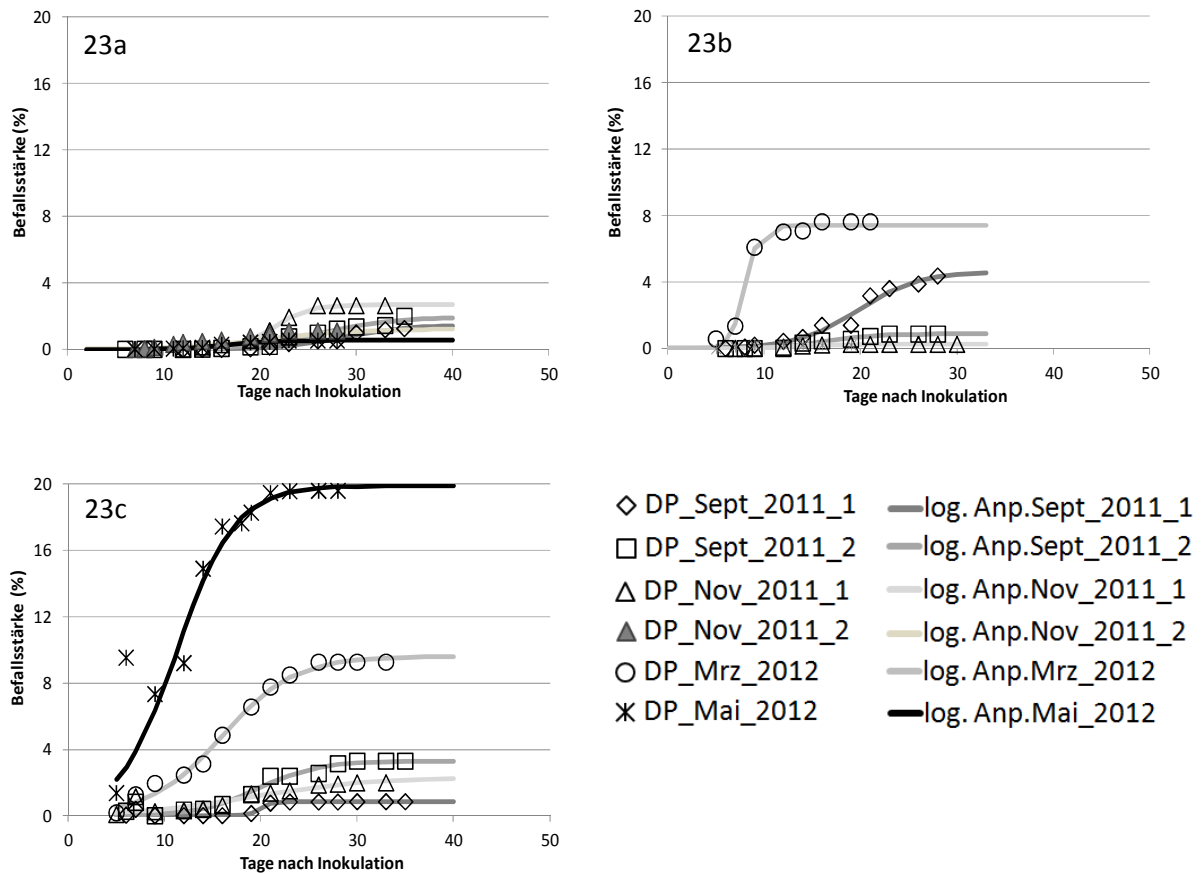 23a
Befallsstärke (%)
20
16
12
8
4
0
0 10 20 30 40 50
Tage nach Inokulation
23b
Befallsstärke (%)
20
16
12
8
4
0
0 10 20 30 40 50
Tage nach Inokulation
23c
Befallsstärke (%)
20
16
12
8
4
0
0 10 20 30 40 50
Tage nach Inokulation
DP_Sept_2011_1
DP_Sept_2011_2
DP_Nov_2011_1
DP_Nov_2011_2
DP_Mrz_2012
DP_Mai_2012
log. Anp.Sept_2011_1
log. Anp.Sept_2011_2
log. Anp.Nov_2011_1
log. Anp.Nov_2011_2
log. Anp.Mrz_2012
log. Anp.Mai_2012